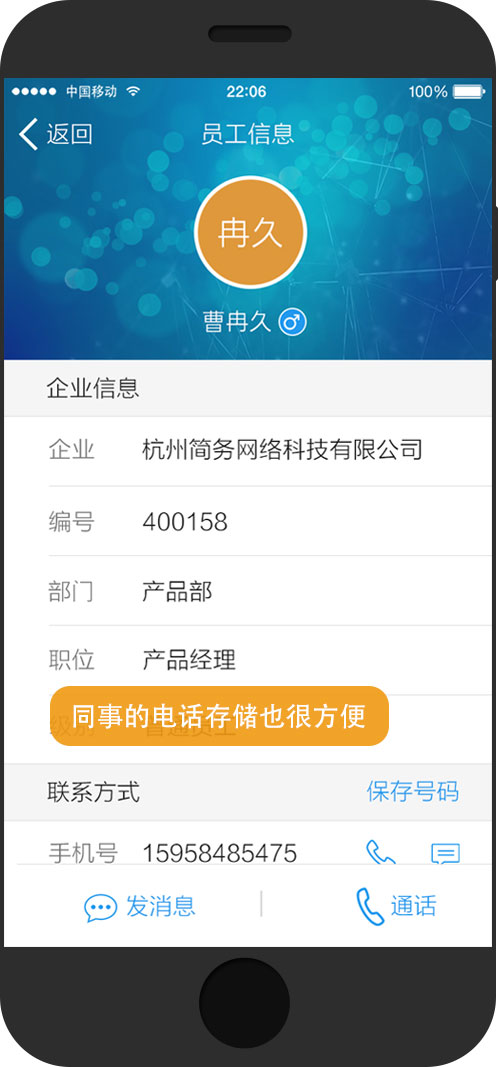 中国移动 22:06 100%
返回 员工信息
冉久
曹冉久
企业信息
企业 杭州简务网络科技有限公司
编号 400158
部门 产品部
职位 产品经理
同事的电话存储也很方便
级别 普通员工
联系方式 保存号码
手机号 15958485475
发消息 通话